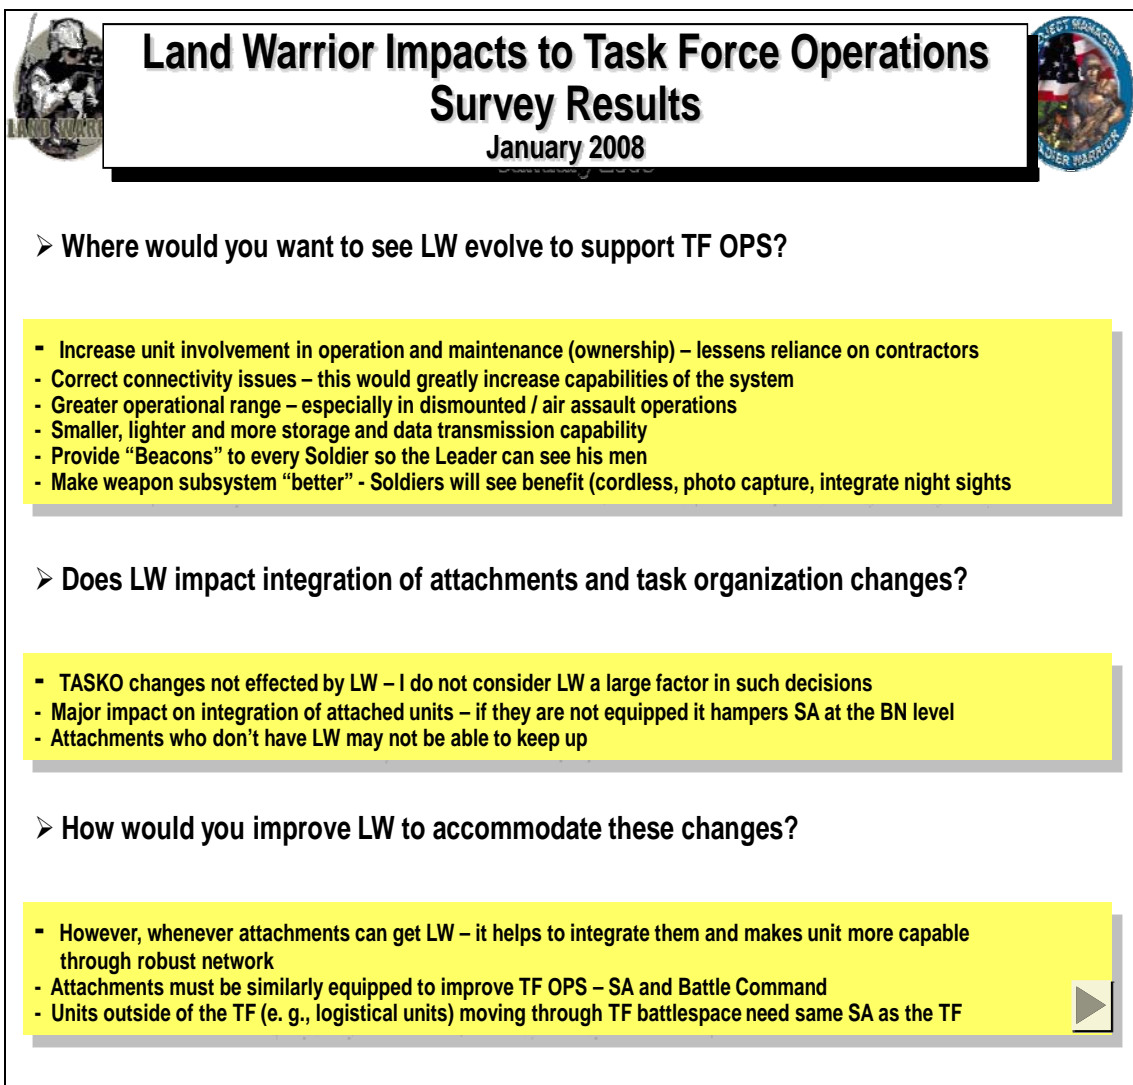 Land Warrior Impacts to Task Force Operations
Survey Results
January 2008
LAND WARR
SOLDIER WARRIOR
➢ Where would you want to see LW evolve to support TF OPS?
- Increase unit involvement in operation and maintenance (ownership) – lessens reliance on contractors
- Correct connectivity issues – this would greatly increase capabilities of the system
- Greater operational range – especially in dismounted / air assault operations
- Smaller, lighter and more storage and data transmission capability
- Provide “Beacons” to every Soldier so the Leader can see his men
- Make weapon subsystem “better” - Soldiers will see benefit (cordless, photo capture, integrate night sights
➢ Does LW impact integration of attachments and task organization changes?
- TASKO changes not effected by LW – I do not consider LW a large factor in such decisions
- Major impact on integration of attached units – if they are not equipped it hampers SA at the BN level
- Attachments who don’t have LW may not be able to keep up
➢ How would you improve LW to accommodate these changes?
- However, whenever attachments can get LW – it helps to integrate them and makes unit more capable
through robust network
- Attachments must be similarly equipped to improve TF OPS – SA and Battle Command
- Units outside of the TF (e. g., logistical units) moving through TF battlespace need same SA as the TF